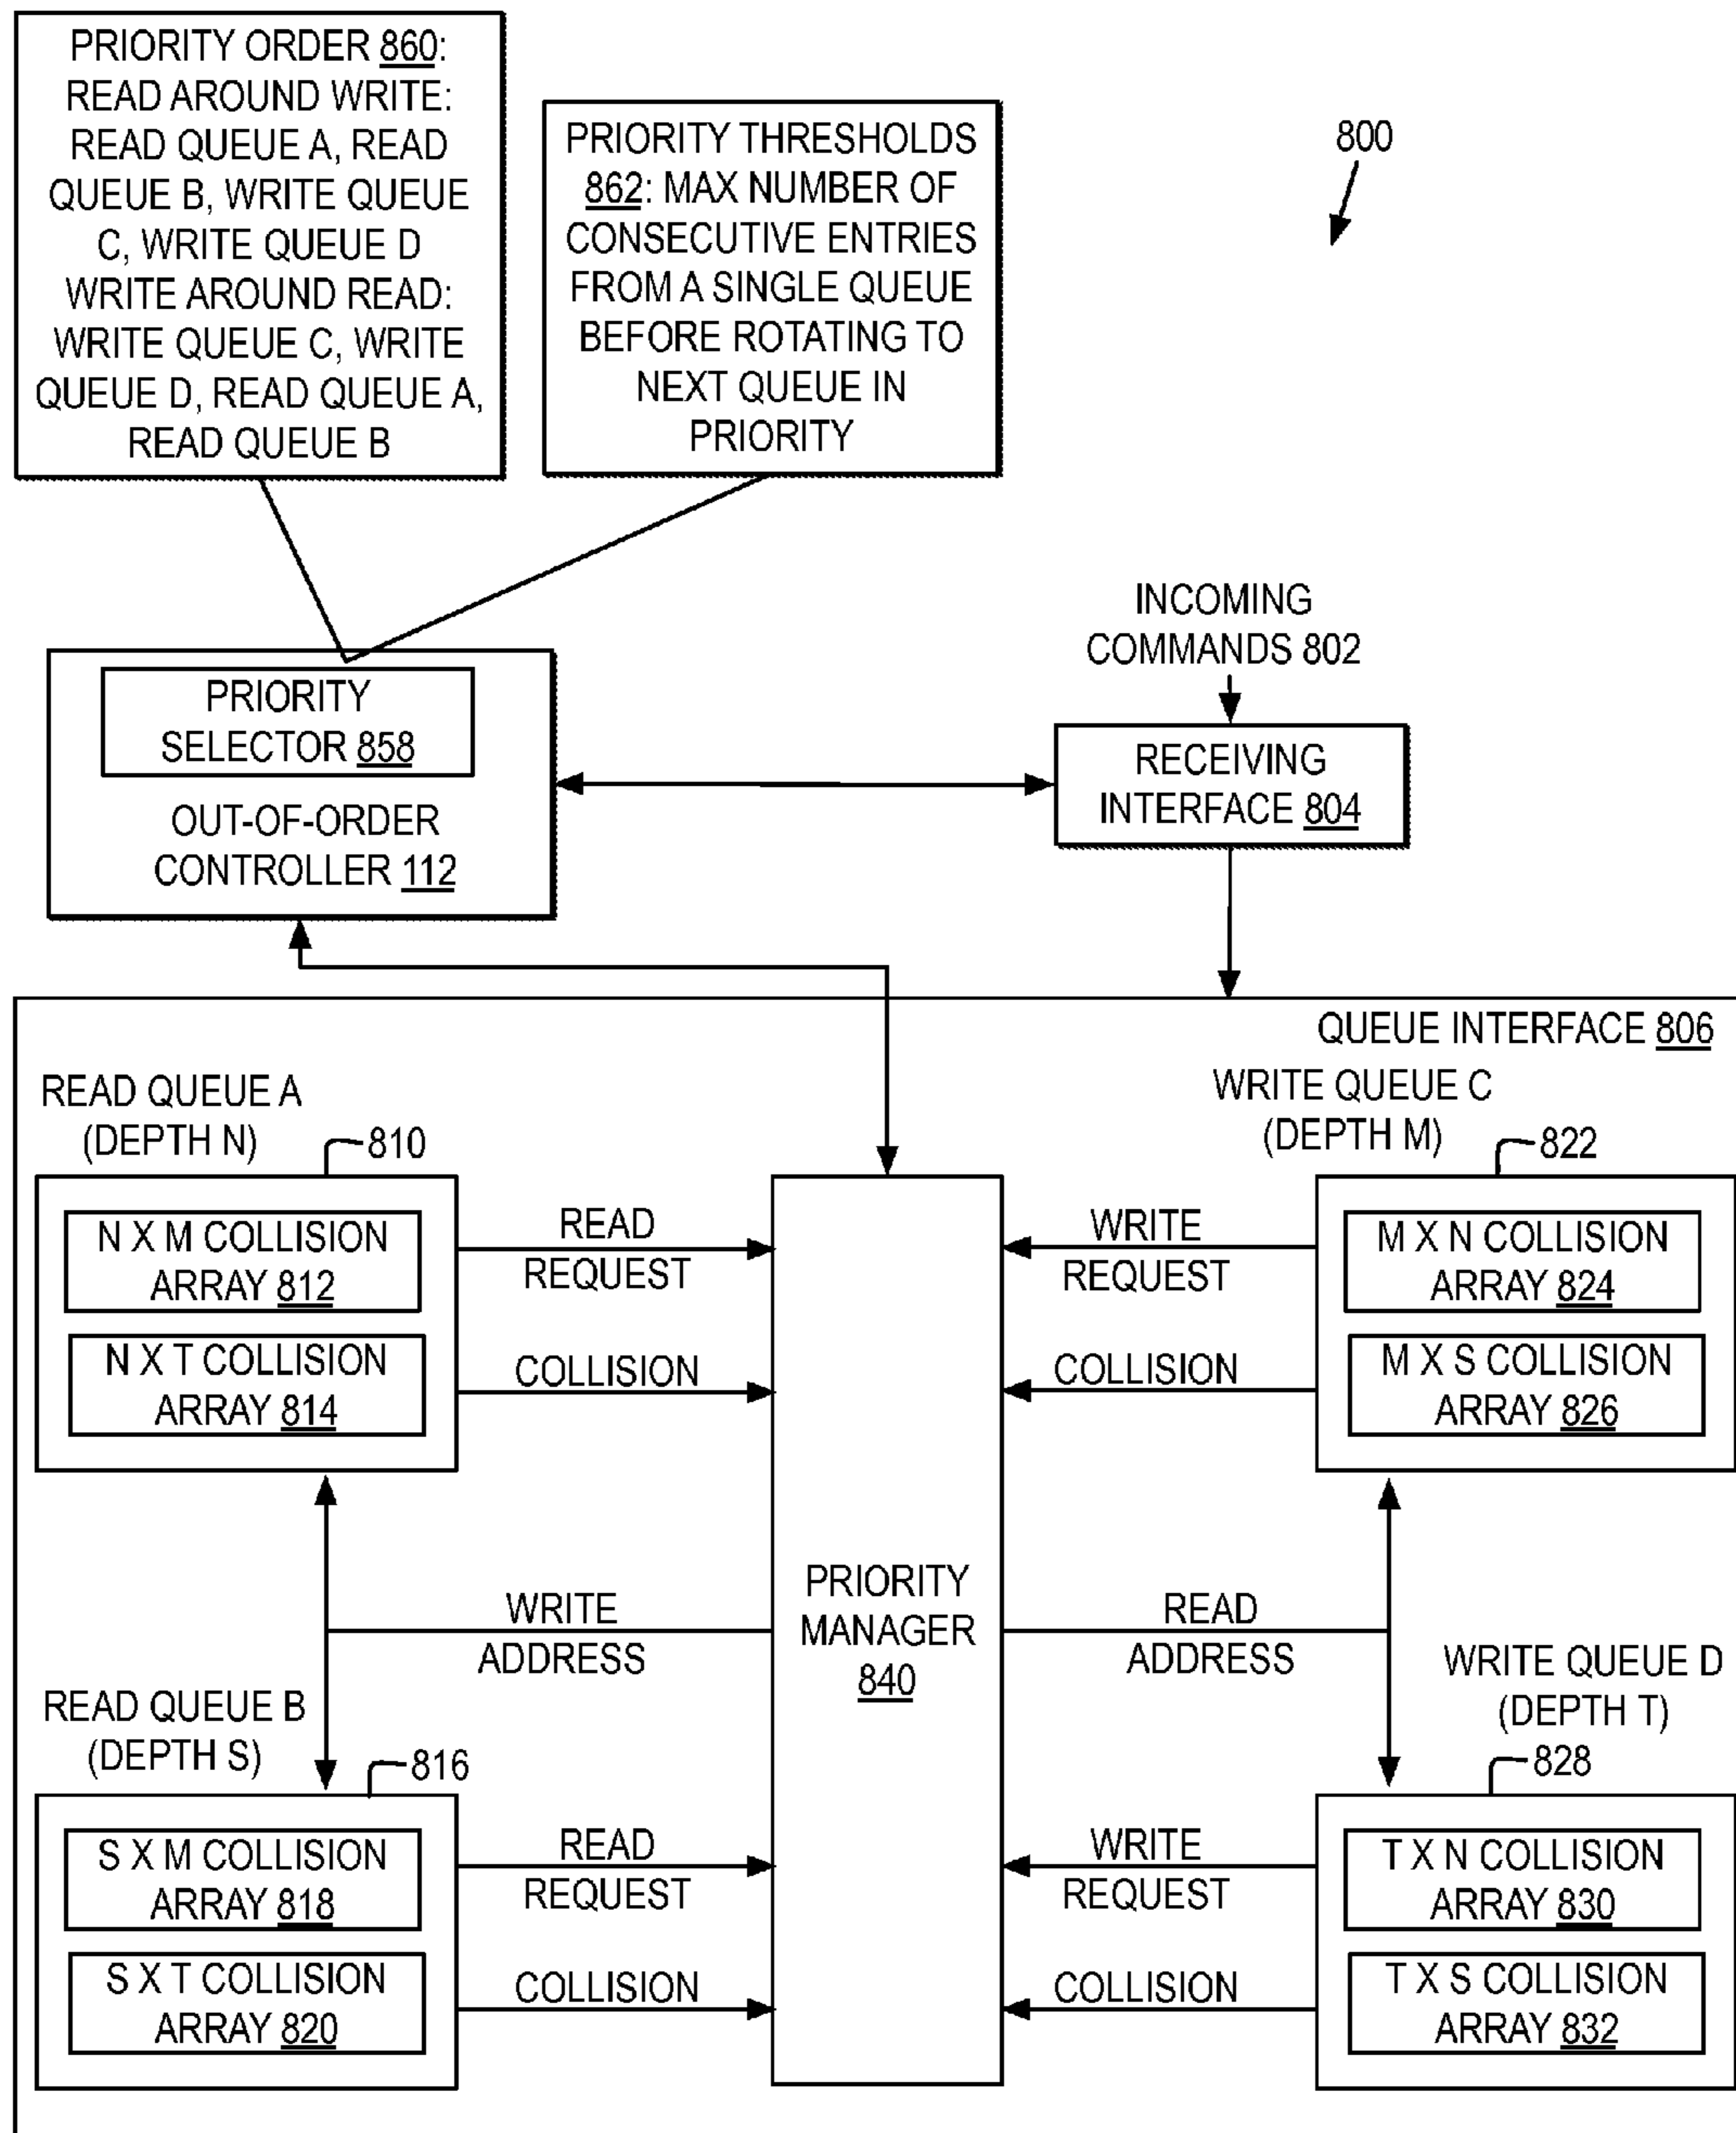 PRIORITY ORDER 860:
READ AROUND WRITE:
READ QUEUE A, READ
QUEUE B, WRITE QUEUE
C, WRITE QUEUE D
WRITE AROUND READ:
WRITE QUEUE C, WRITE
QUEUE D, READ QUEUE A,
READ QUEUE B
PRIORITY THRESHOLDS
862: MAX NUMBER OF
CONSECUTIVE ENTRIES
FROM A SINGLE QUEUE
BEFORE ROTATING TO
NEXT QUEUE IN
PRIORITY
800
INCOMING
COMMANDS 802
PRIORITY
SELECTOR 858
OUT-OF-ORDER
CONTROLLER 112
RECEIVING
INTERFACE 804
QUEUE INTERFACE 806
READ QUEUE A
(DEPTH N)
810
N X M COLLISION
ARRAY 812
N X T COLLISION
ARRAY 814
READ
REQUEST
COLLISION
WRITE QUEUE C
(DEPTH M)
822
WRITE
REQUEST
COLLISION
M X N COLLISION
ARRAY 824
M X S COLLISION
ARRAY 826
WRITE
ADDRESS
PRIORITY
MANAGER
840
READ
ADDRESS
READ QUEUE B
(DEPTH S)
816
S X M COLLISION
ARRAY 818
S X T COLLISION
ARRAY 820
READ
REQUEST
COLLISION
WRITE QUEUE D
(DEPTH T)
828
WRITE
REQUEST
COLLISION
T X N COLLISION
ARRAY 830
T X S COLLISION
ARRAY 832